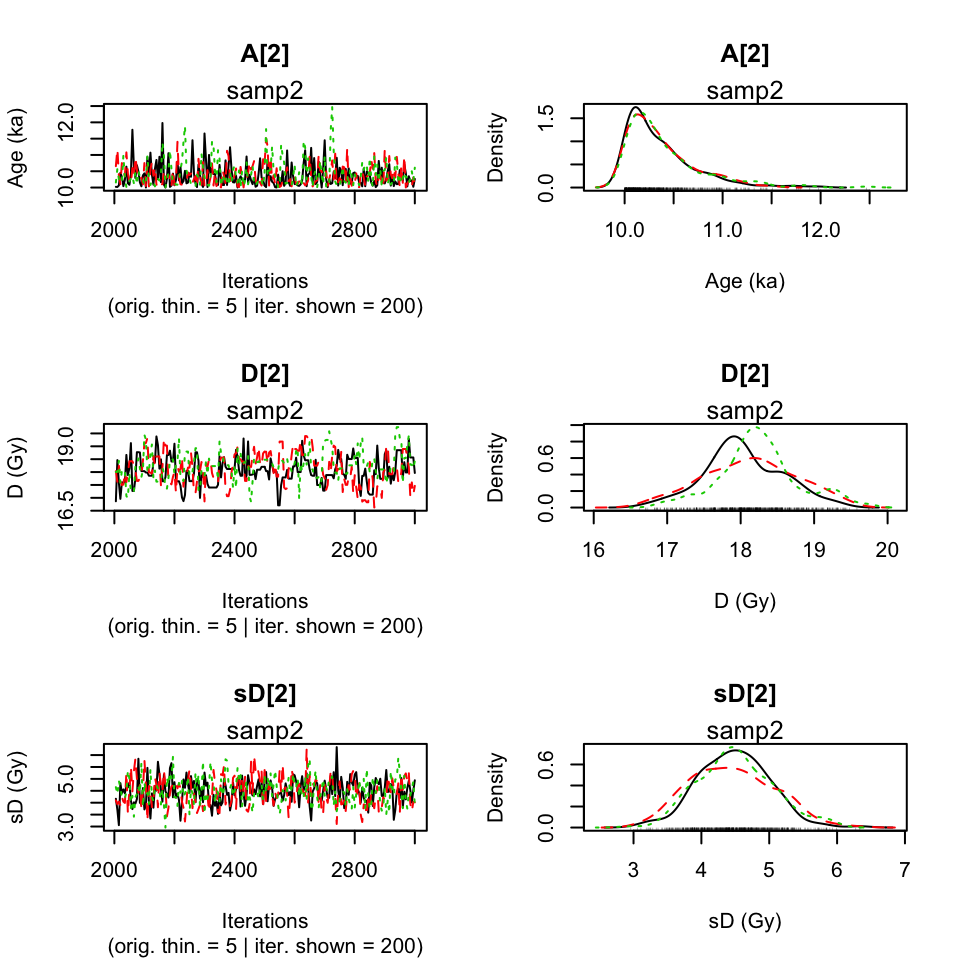 A[2]
samp2
Age (ka)
10.0 12.0
2000 2400 2800
Iterations
(orig. thin. = 5 | iter. shown = 200)
A[2]
samp2
Density
0.0 1.5
10.0 11.0 12.0
Age (ka)
D[2]
samp2
D (Gy)
16.5 19.0
2000 2400 2800
Iterations
(orig. thin. = 5 | iter. shown = 200)
D[2]
samp2
Density
0.0 0.6
16 17 18 19 20
D (Gy)
sD[2]
samp2
sD (Gy)
3.0 5.0
2000 2400 2800
Iterations
(orig. thin. = 5 | iter. shown = 200)
sD[2]
samp2
Density
0.0 0.6
3 4 5 6 7
sD (Gy)